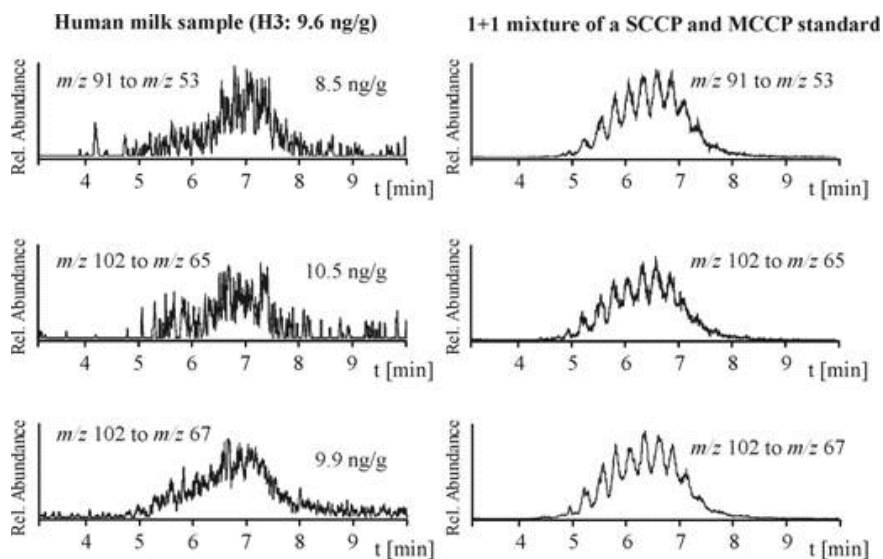 Human milk sample (H3: 9.6 ng/g)
Rel. Abundance
m/z 91 to m/z 53
8.5 ng/g
4 5 6 7 8 9
t [min]
Rel. Abundance
m/z 102 to m/z 65
10.5 ng/g
4 5 6 7 8 9
t [min]
Rel. Abundance
m/z 102 to m/z 67
9.9 ng/g
4 5 6 7 8 9
t [min]
1+1 mixture of a SCCP and MCCP standard
Rel. Abundance
m/z 91 to m/z 53
4 5 6 7 8 9
t [min]
Rel. Abundance
m/z 102 to m/z 65
4 5 6 7 8 9
t [min]
Rel. Abundance
m/z 102 to m/z 67
4 5 6 7 8 9
t [min]